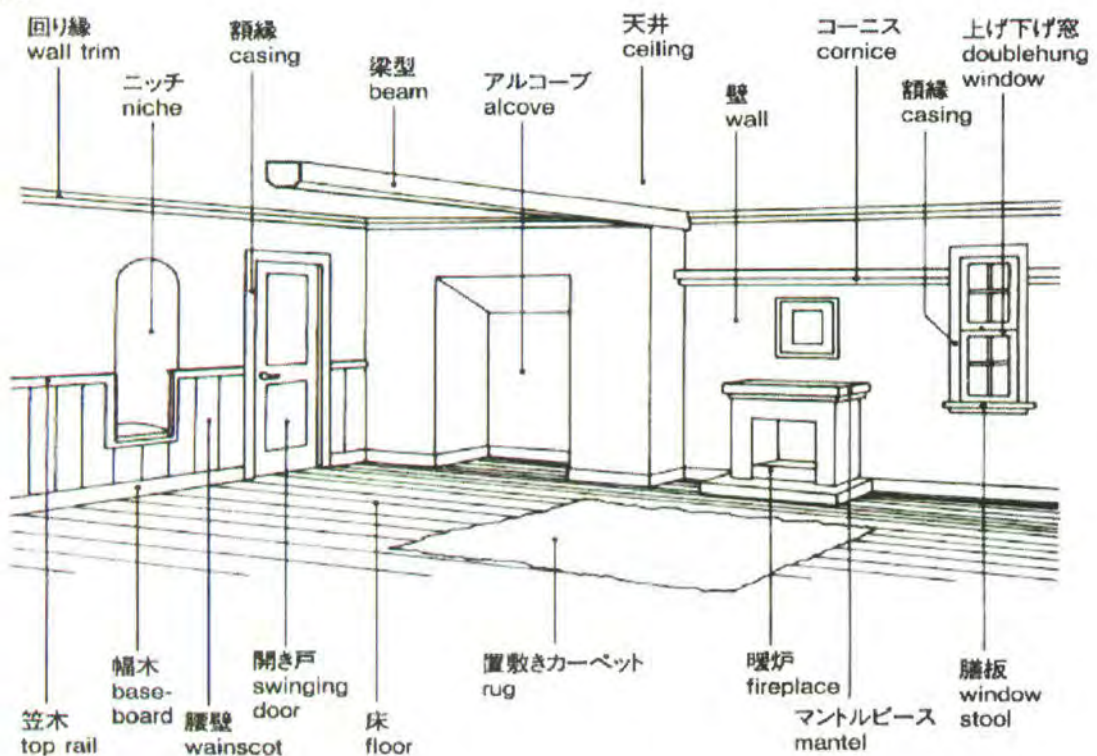 回り縁
wall trim
ニッチ
niche
額縁
casing
梁型
beam
アルコーブ
alcove
天井
ceiling
壁
wall
コーニス
cornice
額縁
casing
上げ下げ窓
doublehung
window
笠木
top rail
幅木
base-
board
腰壁
wainscot
開き戸
swinging
door
床
floor
置敷きカーペット
rug
暖炉
fireplace
マントルピース
mantel
膳板
window
stool